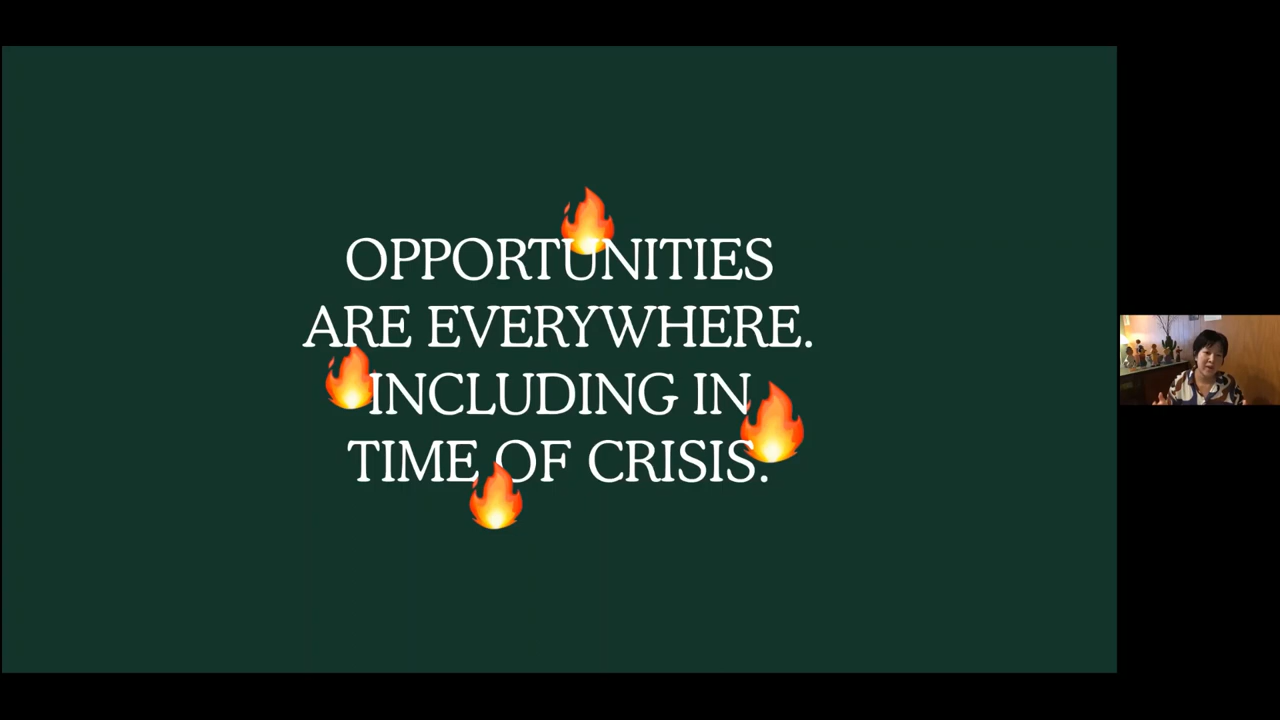 OPPORTUNITIES
ARE EVERYWHERE.
INCLUDING IN
TIME OF CRISIS.